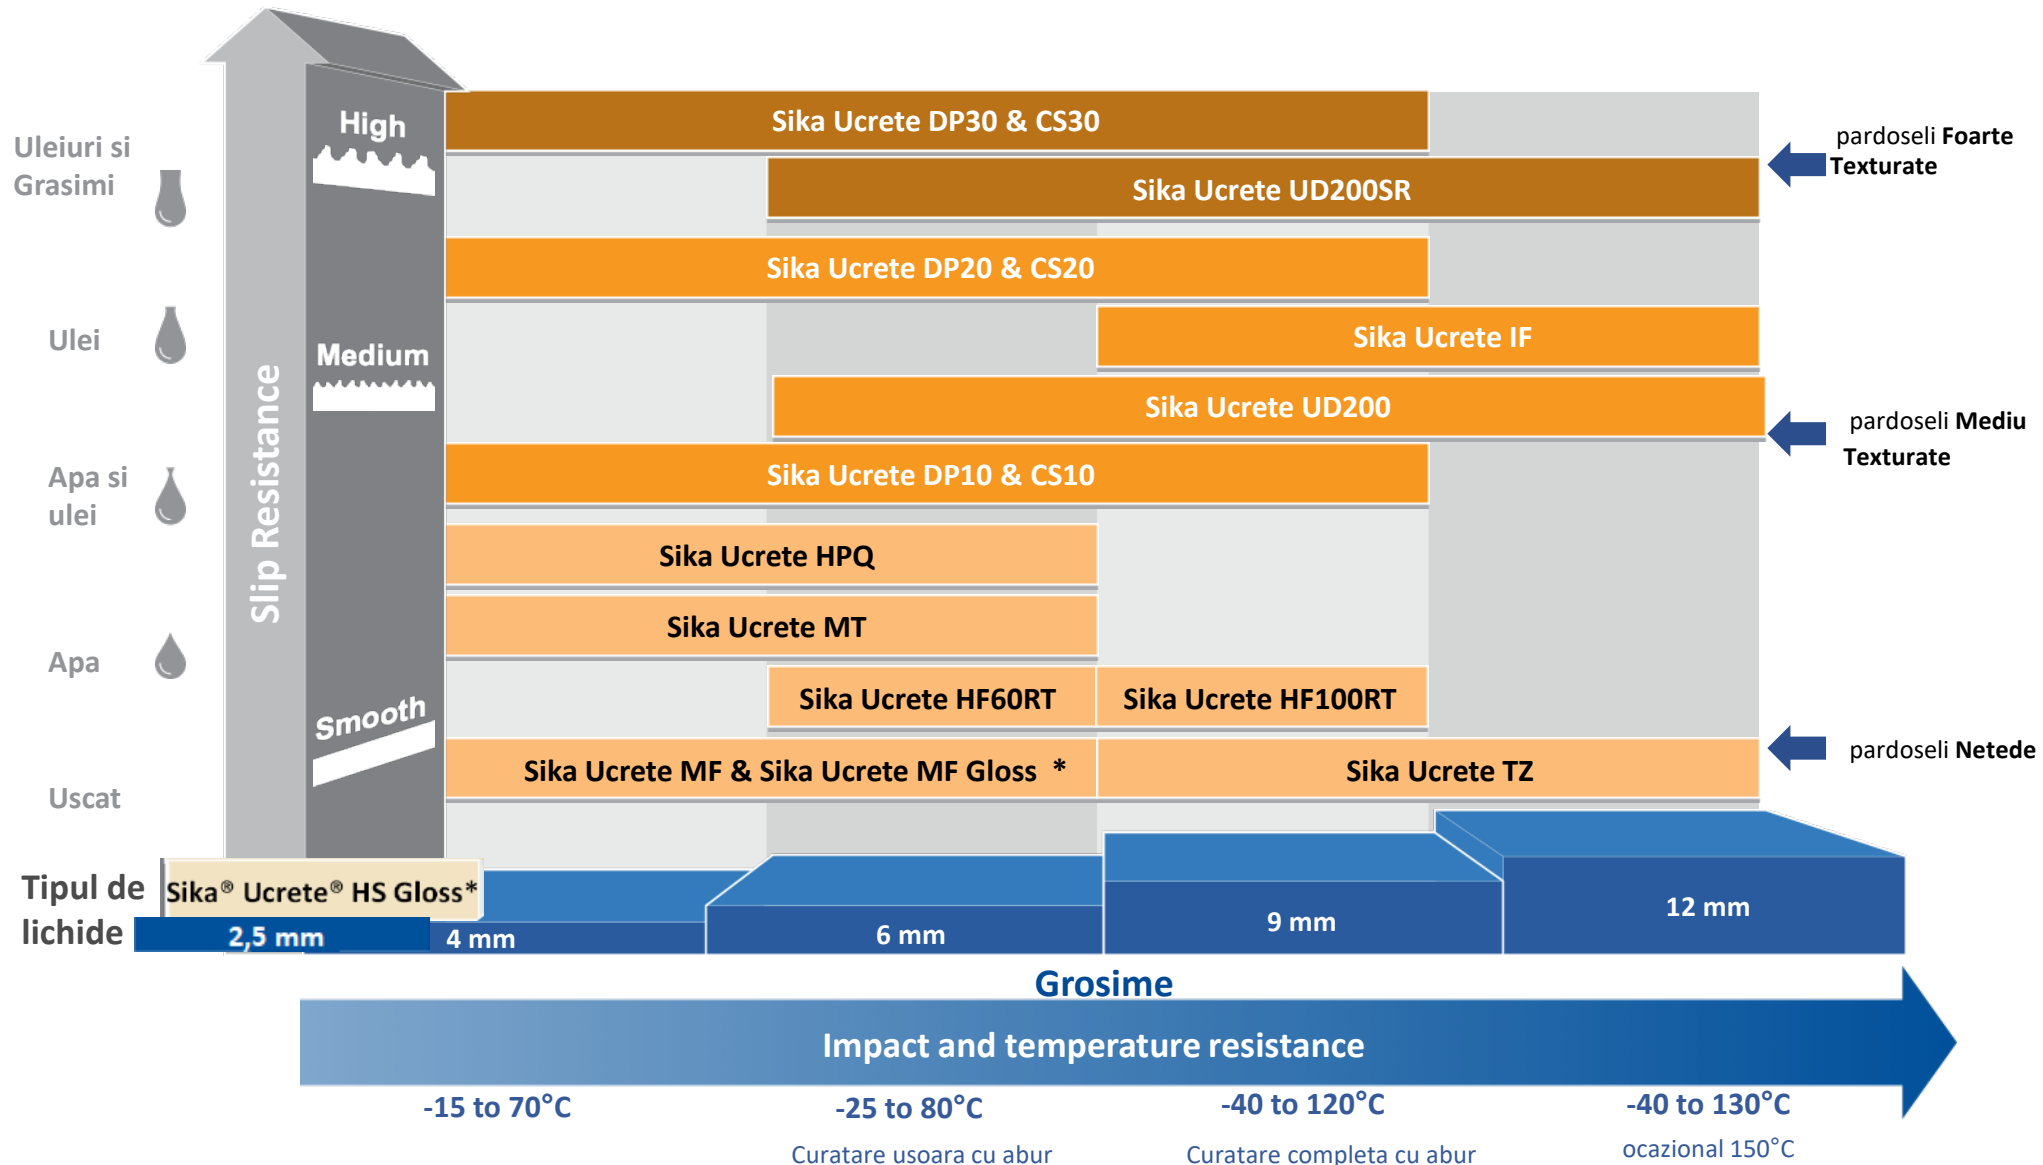 High
Sika Ucrete DP30 & CS30
Uleiuri si
Grasimi
pardoseli Foarte
Texturate
Sika Ucrete UD200SR
Sika Ucrete DP20 & CS20
Ulei
Medium
Sika Ucrete IF
Sika Ucrete UD200
pardoseli Mediu
Texturate
Slip Resistance
Apa si
ulei
Sika Ucrete DP10 & CS10
Sika Ucrete HPQ
Sika Ucrete MT
Apa
Smooth
Sika Ucrete HF60RT
Sika Ucrete HF100RT
pardoseli Netede
Uscat
Sika Ucrete MF & Sika Ucrete MF Gloss *
Sika Ucrete TZ
Tipul de
lichide
Sika® Ucrete® HS Gloss*
2,5 mm
4 mm
6 mm
9 mm
12 mm
Grosime
Impact and temperature resistance
-15 to 70°C
-25 to 80°C
-40 to 120°C
-40 to 130°C
Curatare usoara cu abur
Curatare completa cu abur
ocazional 150°C